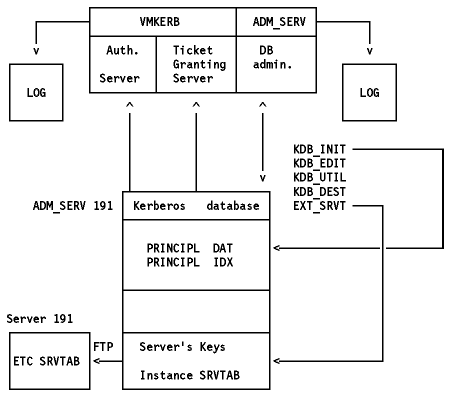 VMKERB ADM_SERV
Auth. Ticket DB
Granting admin.
Server Server
LOG LOG
KDB_INIT
KDB_EDIT
KDB_UTIL
KDB_DEST
EXT_SRVT
ADM_SERV 191 Kerberos database
PRINCIPL DAT
PRINCIPL IDX
Server 191
FTP Server's Keys
ETC SRVTAB
Instance SRVTAB